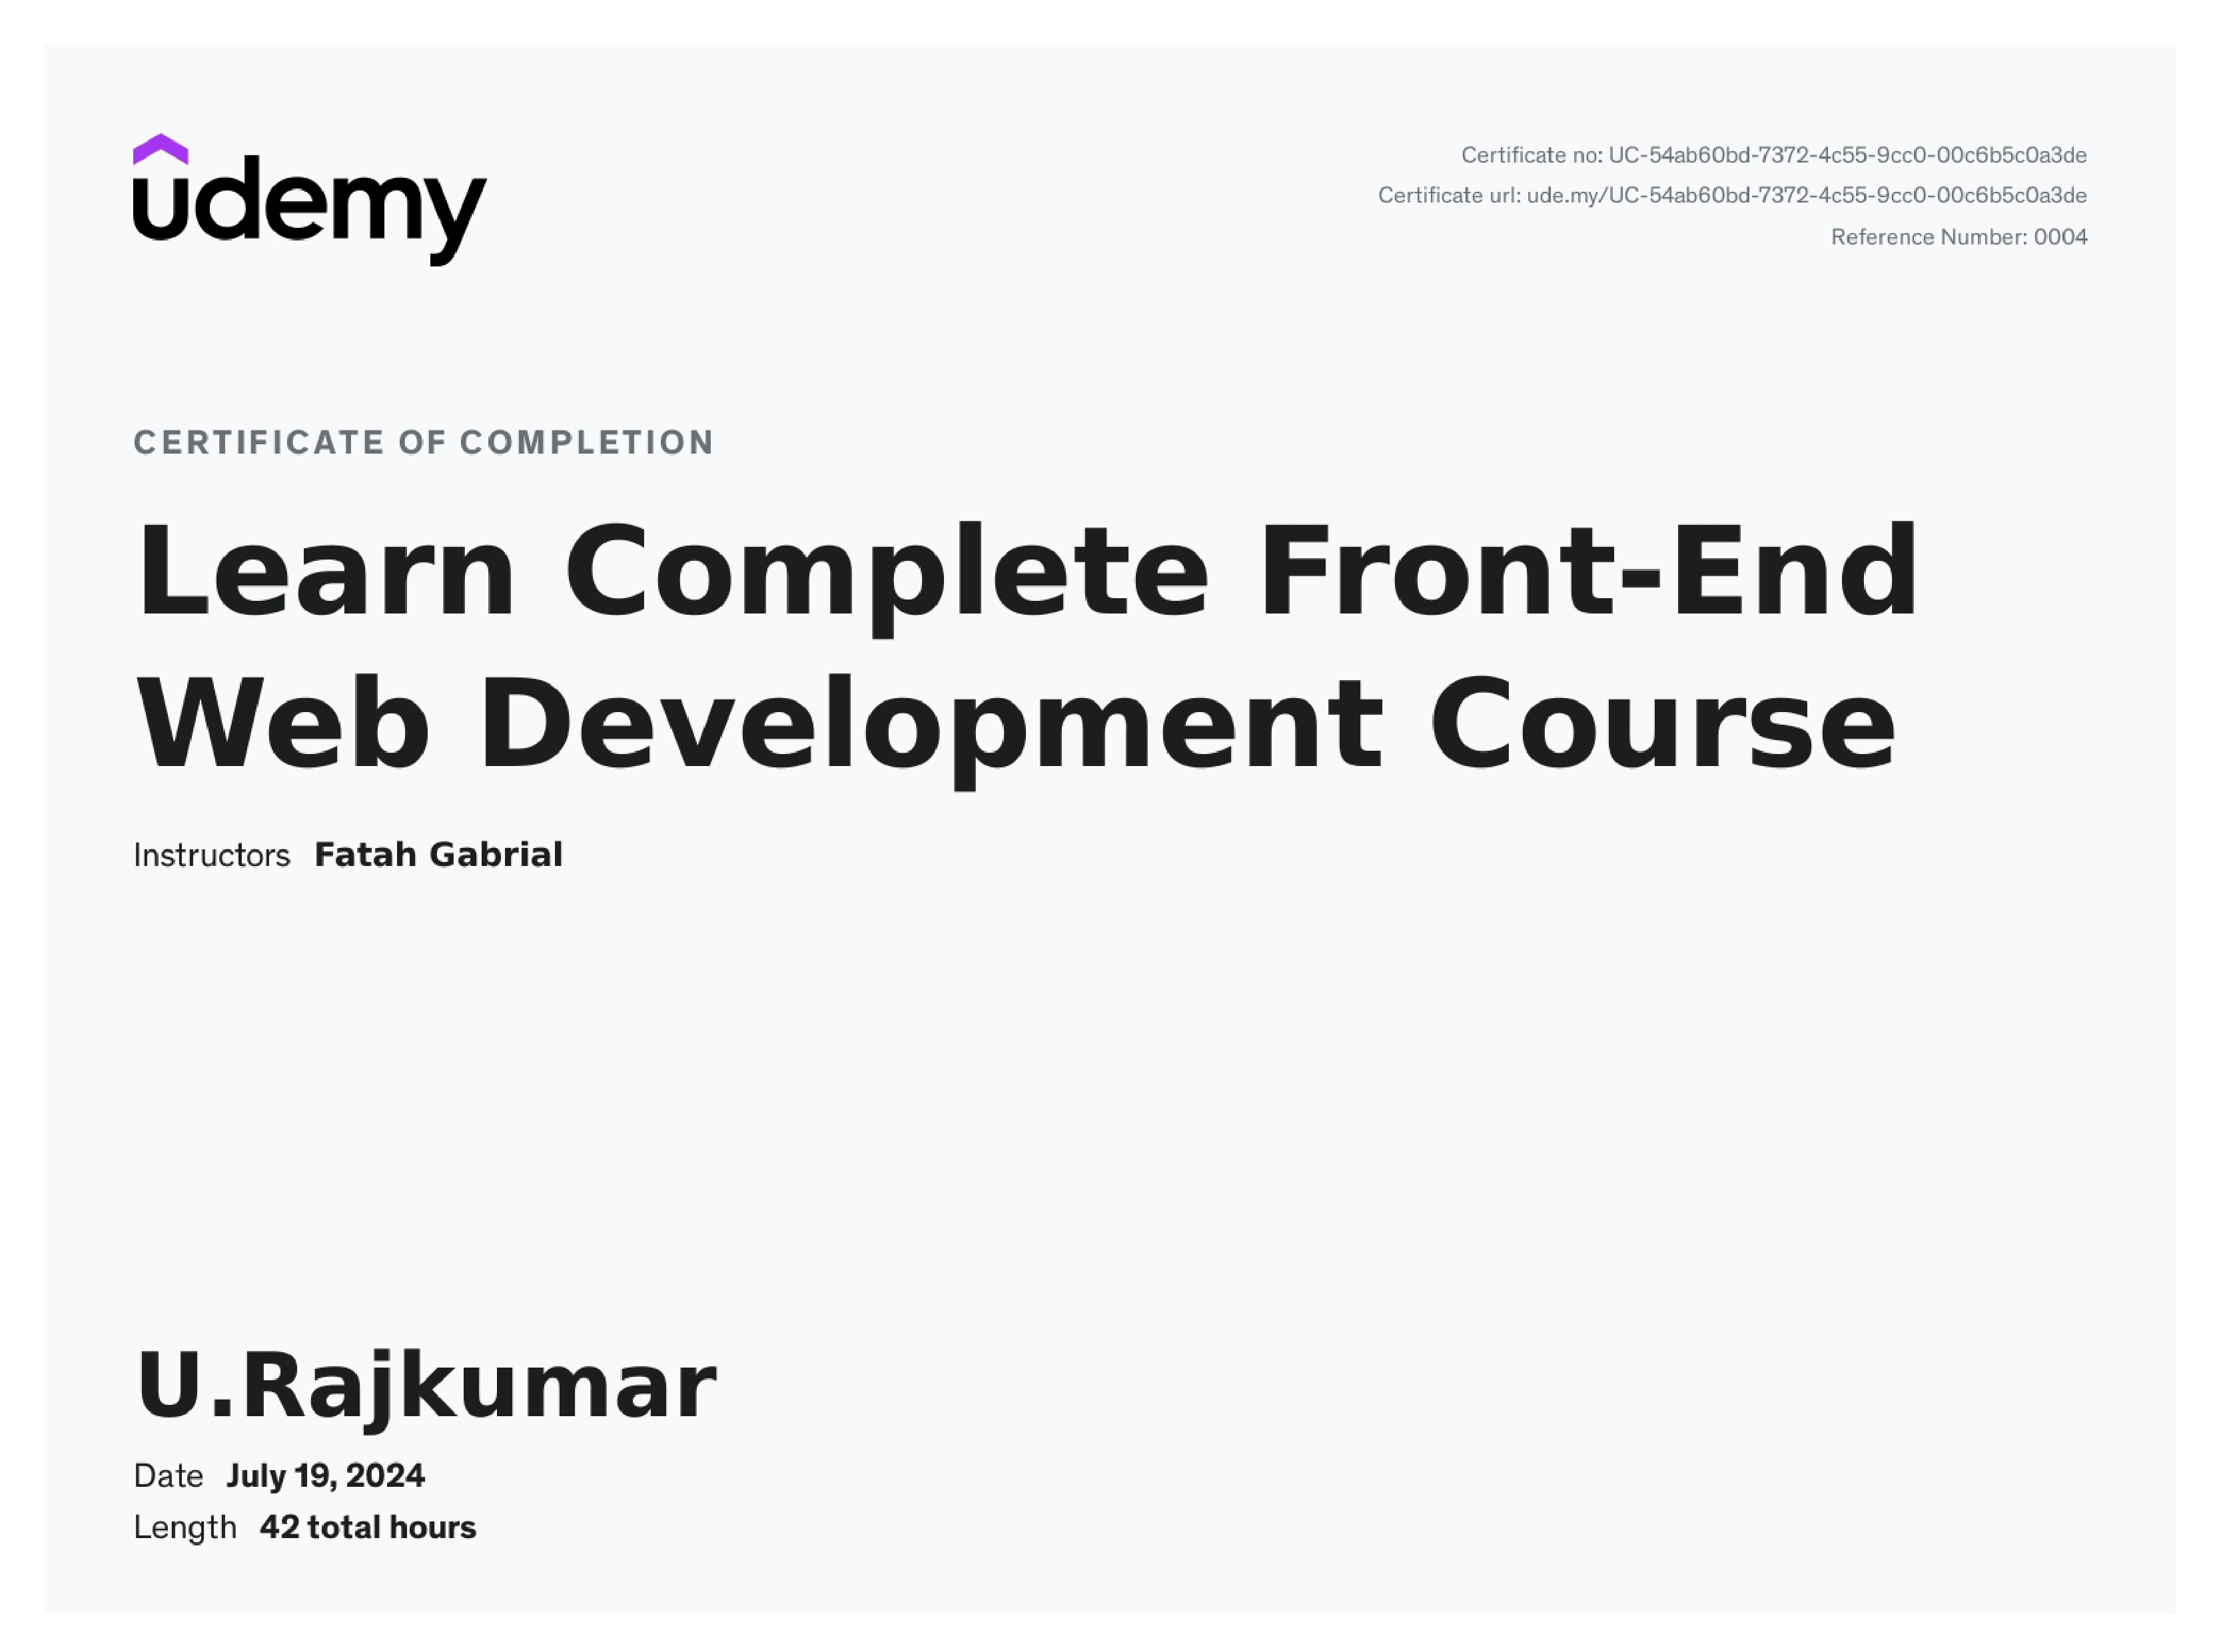 udemy
Certificate no: UC-54ab60bd-7372-4c55-9cc0-00c6b5c0a3de
Certificate url: ude.my/UC-54ab60bd-7372-4c55-9cc0-00c6b5c0a3de
Reference Number: 0004
CERTIFICATE OF COMPLETION
Learn Complete Front-End
Web Development Course
Instructors Fatah Gabrial
U.Rajkumar
Date July 19, 2024
Length 42 total hours